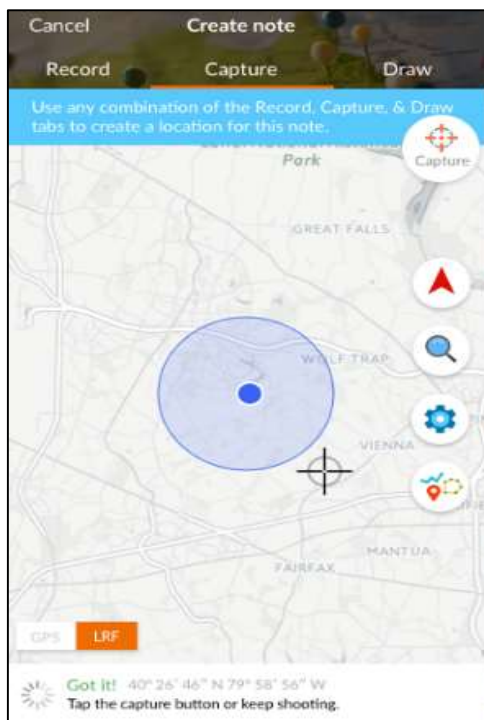 Cancel
Create note
Record
Capture
Draw
Use any combination of the Record, Capture, & Draw
tabs to create a location for this note.
Capture
Park
GREAT FALLS
WOLF TRAP
VIENNA
MANTUA
FAIRFAX
GPS
LRF
Got it! 40° 26' 46" N 79° 58' 56" W
Tap the capture button or keep shooting.